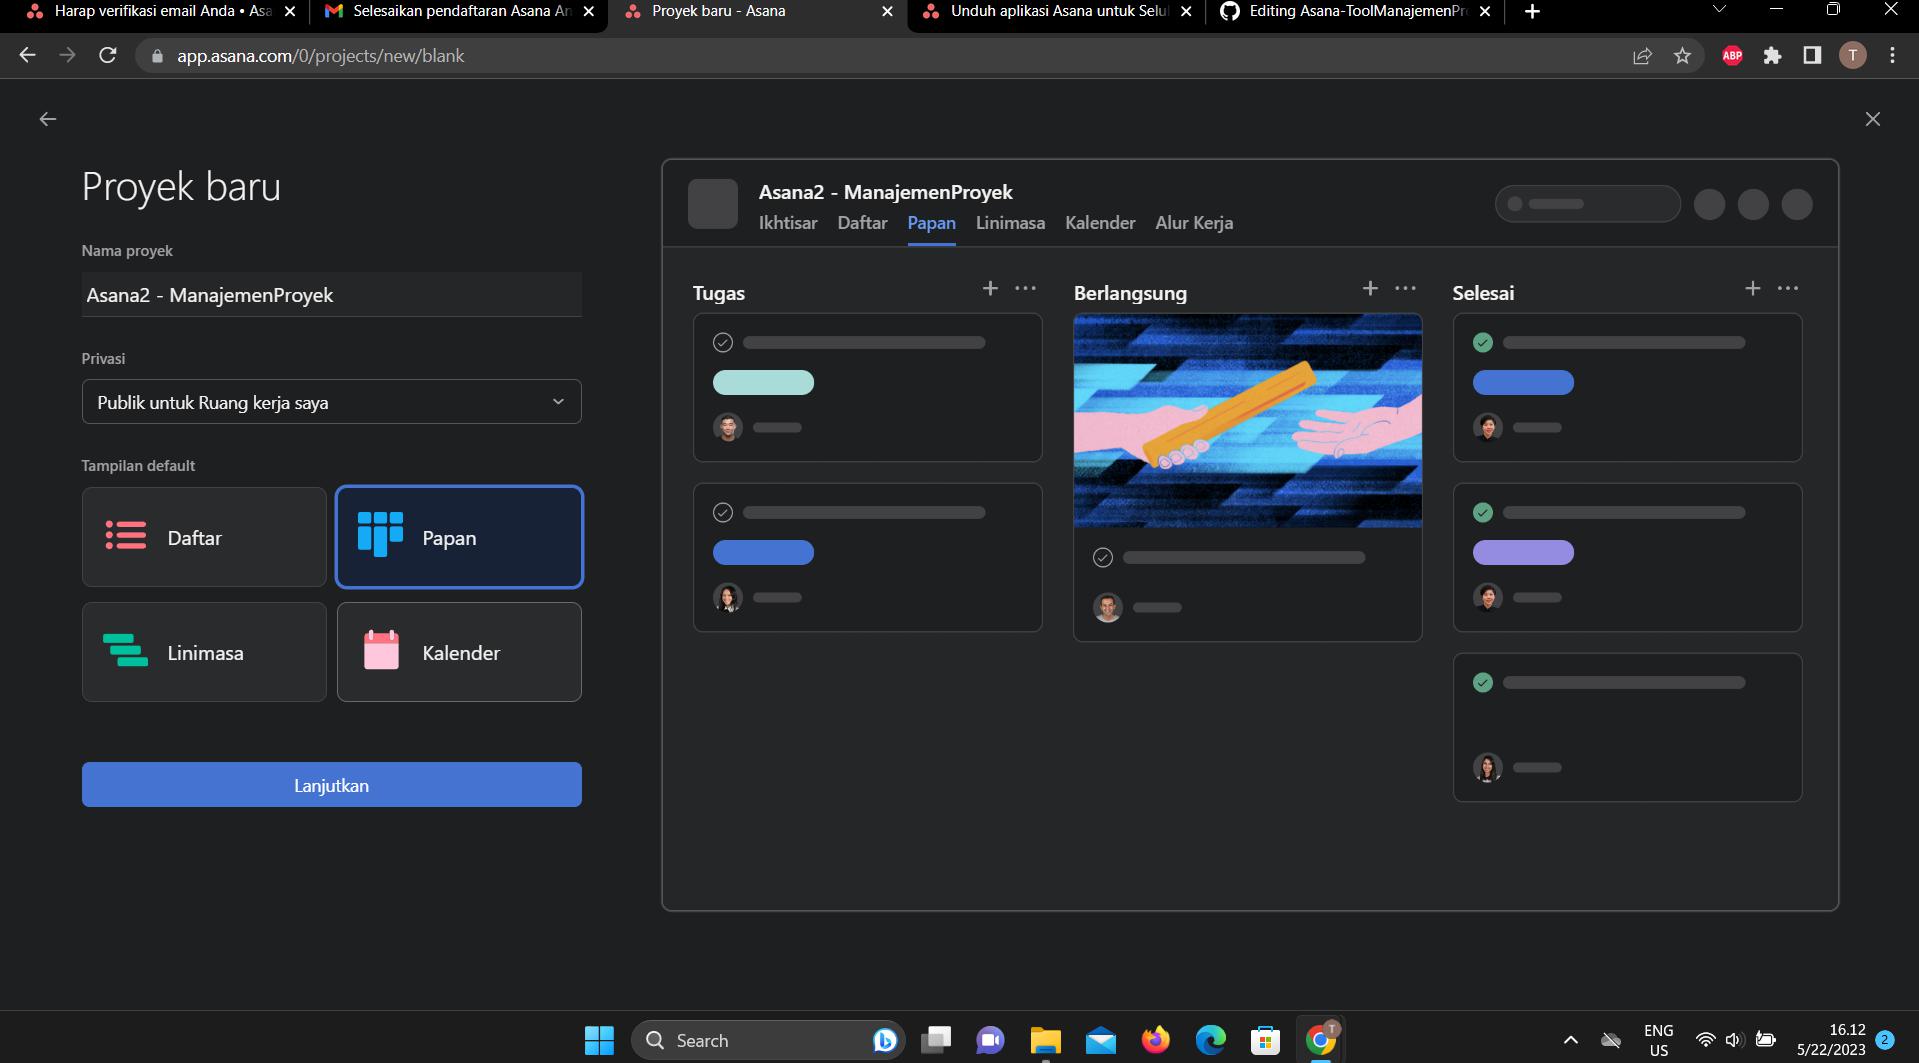 Harap verifikasi email Anda • Asa
Selesaikan pendaftaran Asana An
Proyek baru - Asana
Unduh aplikasi Asana untuk Selul
Editing Asana-ToolManajemenPr
app.asana.com/0/projects/new/blank
ABP
T
Proyek baru
Nama proyek
Asana2 - ManajemenProyek
Privasi
Publik untuk Ruang kerja saya
Tampilan default
Daftar
Papan
Linimasa
Kalender
Lanjutkan
Asana2 - ManajemenProyek
Ikhtisar Daftar Papan Linimasa Kalender Alur Kerja
Tugas
Berlangsung
Selesai
Search
T
ENG
US
16.12
5/22/2023
2